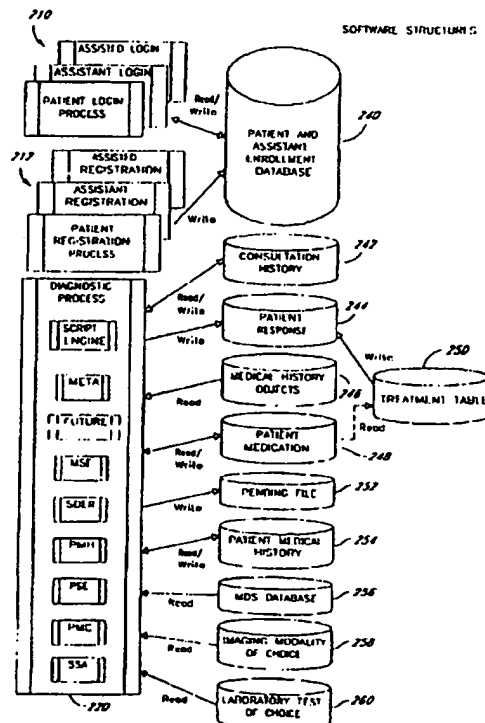 210
SOFTWARE STRUCTURES
ASSISTED LOGIN
ASSISTANT LOGIN
PATIENT LOGIN
PROCESS
Read/
Write
PATIENT AND
ASSISTANT
ENROLLMENT
DATABASE
240
212
ASSISTED
REGISTRATION
ASSISTANT
REGISTRATION
PATIENT
REGISTRATION
PROCESS
Write
DIAGNOSTIC
PROCESS
Read/
Write
CONSULTATION
HISTORY
242
SCRIPT
ENGINE
Write
PATIENT
RESPONSE
244
META
Read
MEDICAL HISTORY
OBJECTS
246
Write
250
TREATMENT TABLE
FUTURE
MSF
Read/
Write
PATIENT
MEDICATION
248
Read
SDER
Write
PENDING FILE
252
PMH
Read/
Write
PATIENT MEDICAL
HISTORY
254
PSE
Read
MDS DATABASE
256
PMC
Read
IMAGING MODALITY
OF CHOICE
258
SSA
Read
LABORATORY TEST
OF CHOICE
260
220